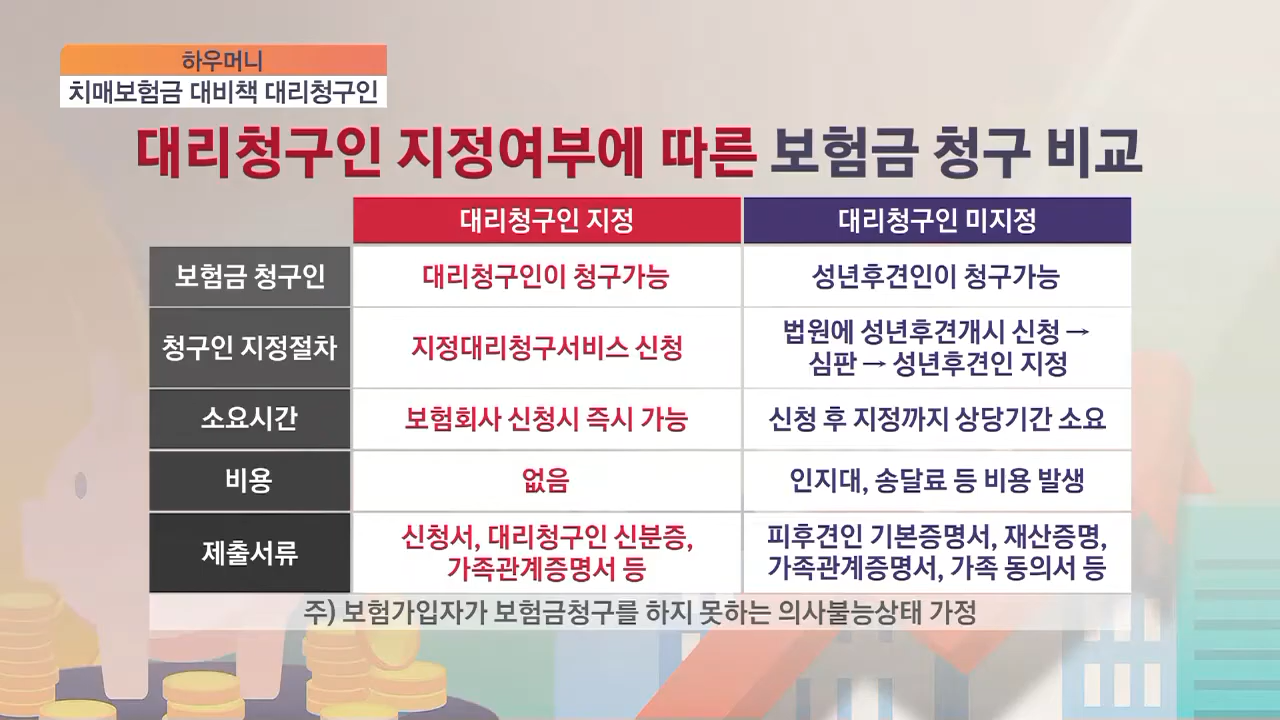 하우머니
치매보험금 대비책 대리청구인
대리청구인 지정여부에 따른 보험금 청구 비교
대리청구인 지정
대리청구인 미지정
보험금 청구인
대리청구인이 청구가능
성년후견인이 청구가능
청구인 지정절차
지정대리청구서비스 신청
법원에 성년후견개시 신청 →
심판 → 성년후견인 지정
소요시간
보험회사 신청시 즉시 가능
신청 후 지정까지 상당기간 소요
비용
없음
인지대, 송달료 등 비용 발생
제출서류
신청서, 대리청구인 신분증,
가족관계증명서 등
피후견인 기본증명서, 재산증명,
가족관계증명서, 가족 동의서 등
주) 보험가입자가 보험금청구를 하지 못하는 의사불능상태 가정